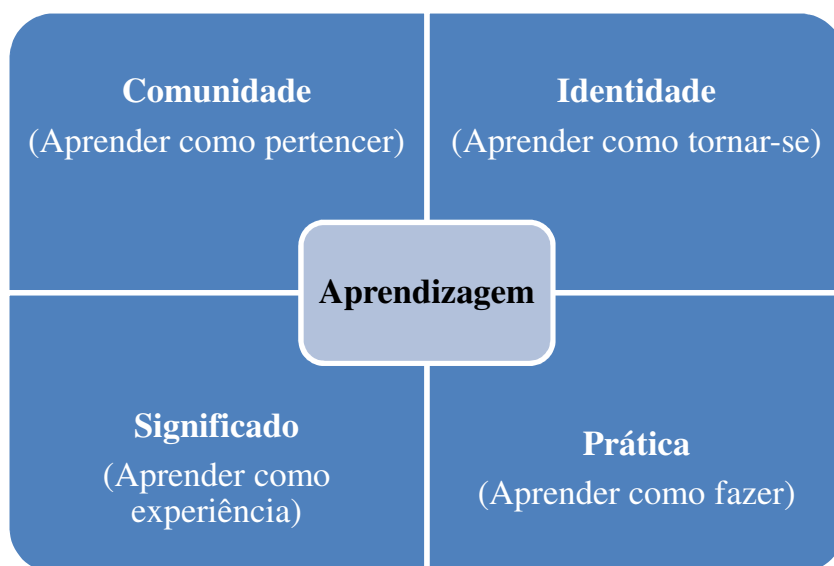 Comunidade
(Aprender como pertencer)
Identidade
(Aprender como tornar-se)
Aprendizagem
Significado
(Aprender como
experiência)
Prática
(Aprender como fazer)